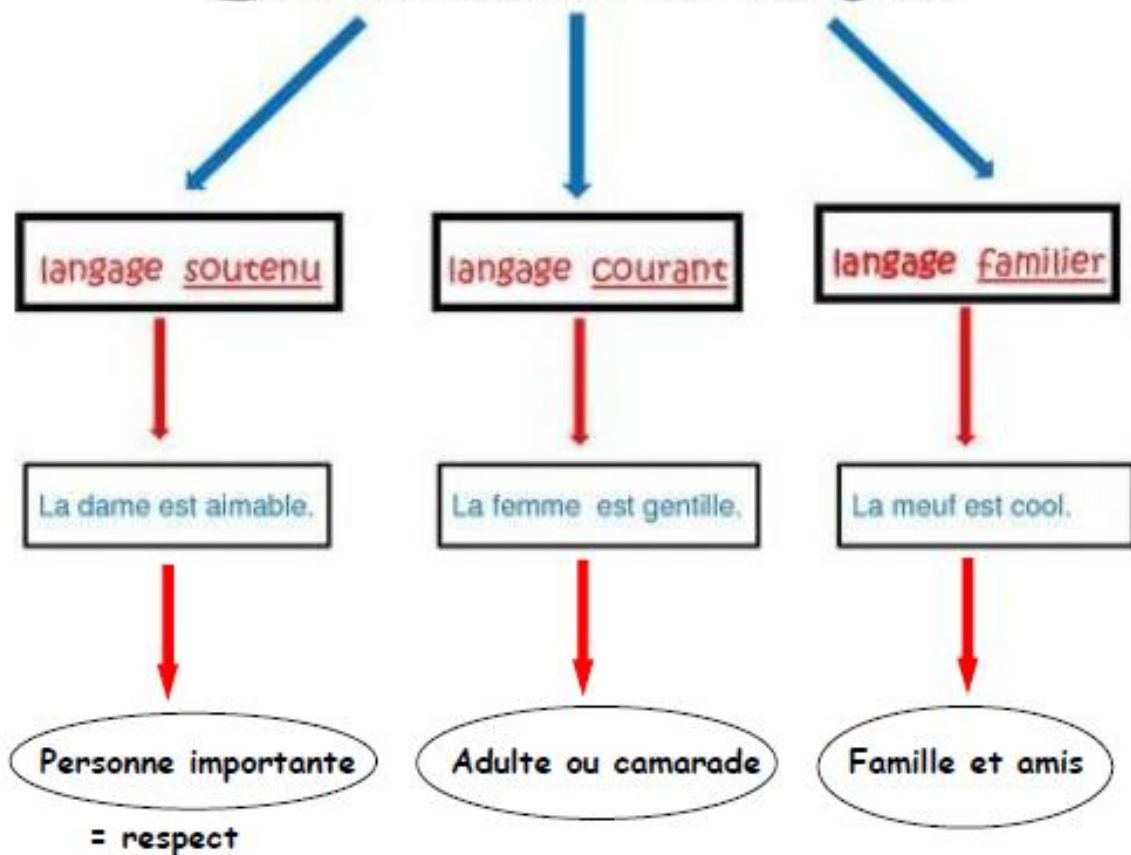 langage soutenu
langage courant
langage familier
La dame est aimable.
La femme est gentille.
La meuf est cool.
Personne importante
Adulte ou camarade
Famille et amis
= respect